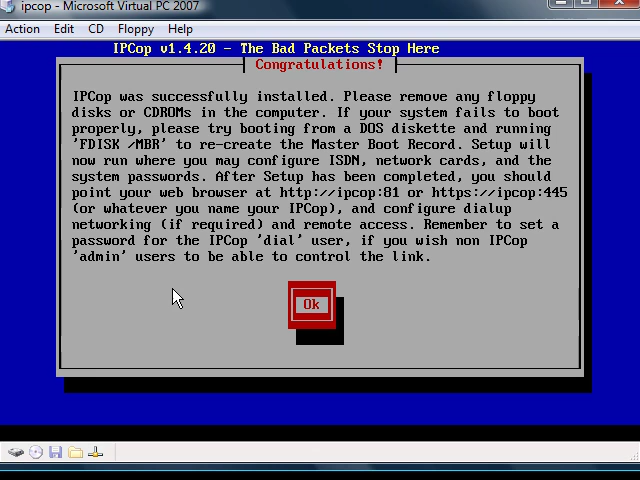 ipcop - Microsoft Virtual PC 2007
Action Edit CD Floppy Help
IPCop v1.4.20 - The Bad Packets Stop Here
Congratulations!
IPCop was successfully installed. Please remove any floppy
disks or CDROMs in the computer. If your system fails to boot
properly, please try booting from a DOS diskette and running
'FDISK /MBR' to re-create the Master Boot Record. Setup will
now run where you may configure ISDN, network cards, and the
system passwords. After Setup has been completed, you should
point your web browser at http://ipcop:81 or https://ipcop:445
(or whatever you name your IPCop), and configure dialup
networking (if required) and remote access. Remember to set a
password for the IPCop 'dial' user, if you wish non IPCop
'admin' users to be able to control the link.
Ok